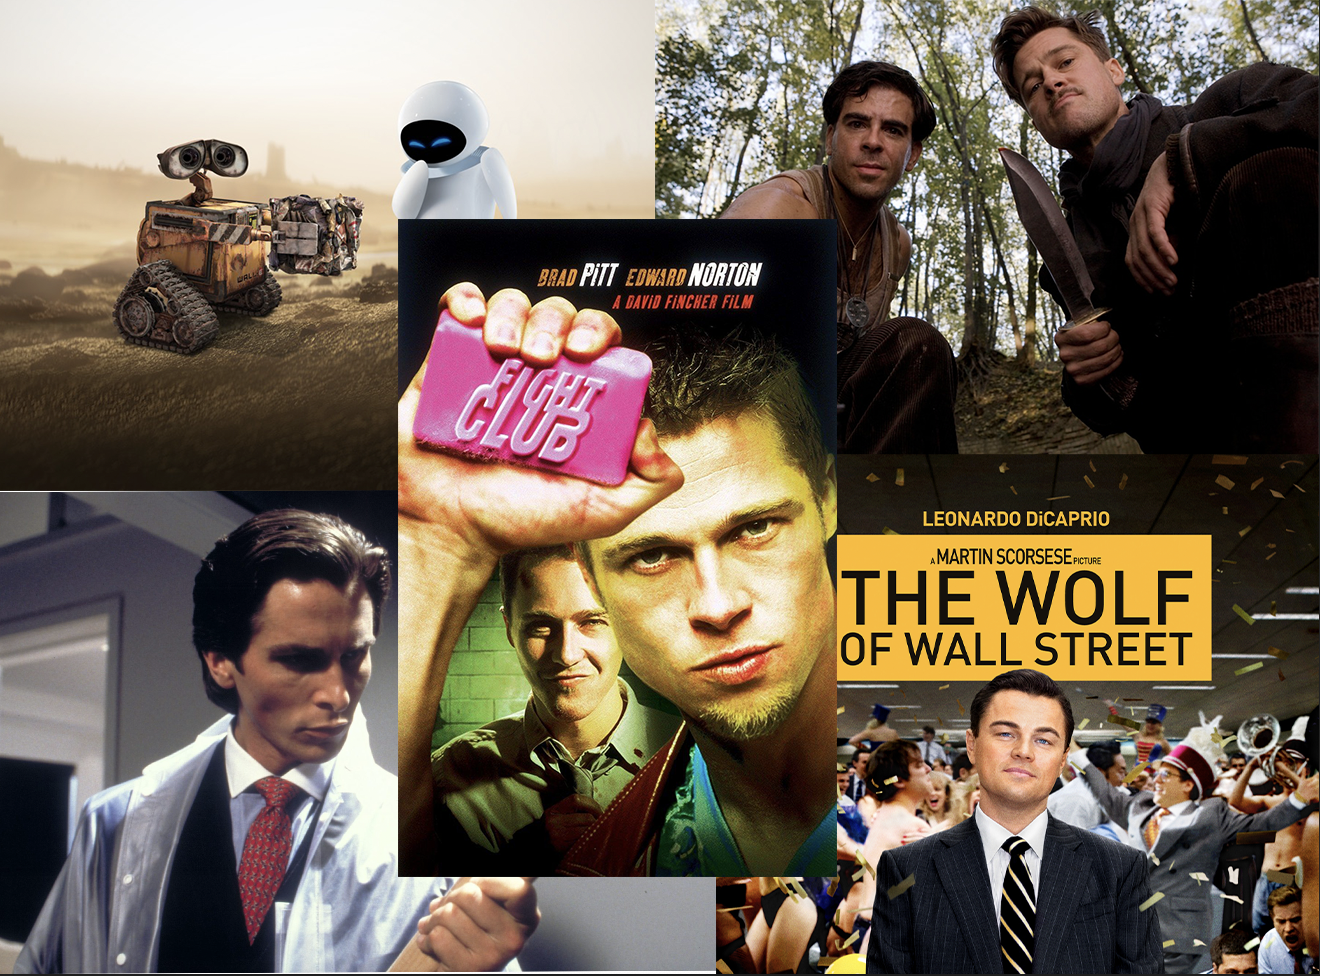 WALL·E
BRAD PiTT EDWARD NORTON
A DAVID FiNCHER FiLM
FIGHT
CLUB
LEONARDO DiCAPRIO
A MARTIN SCORSESE PICTURE
THE WOLF
OF WALL STREET